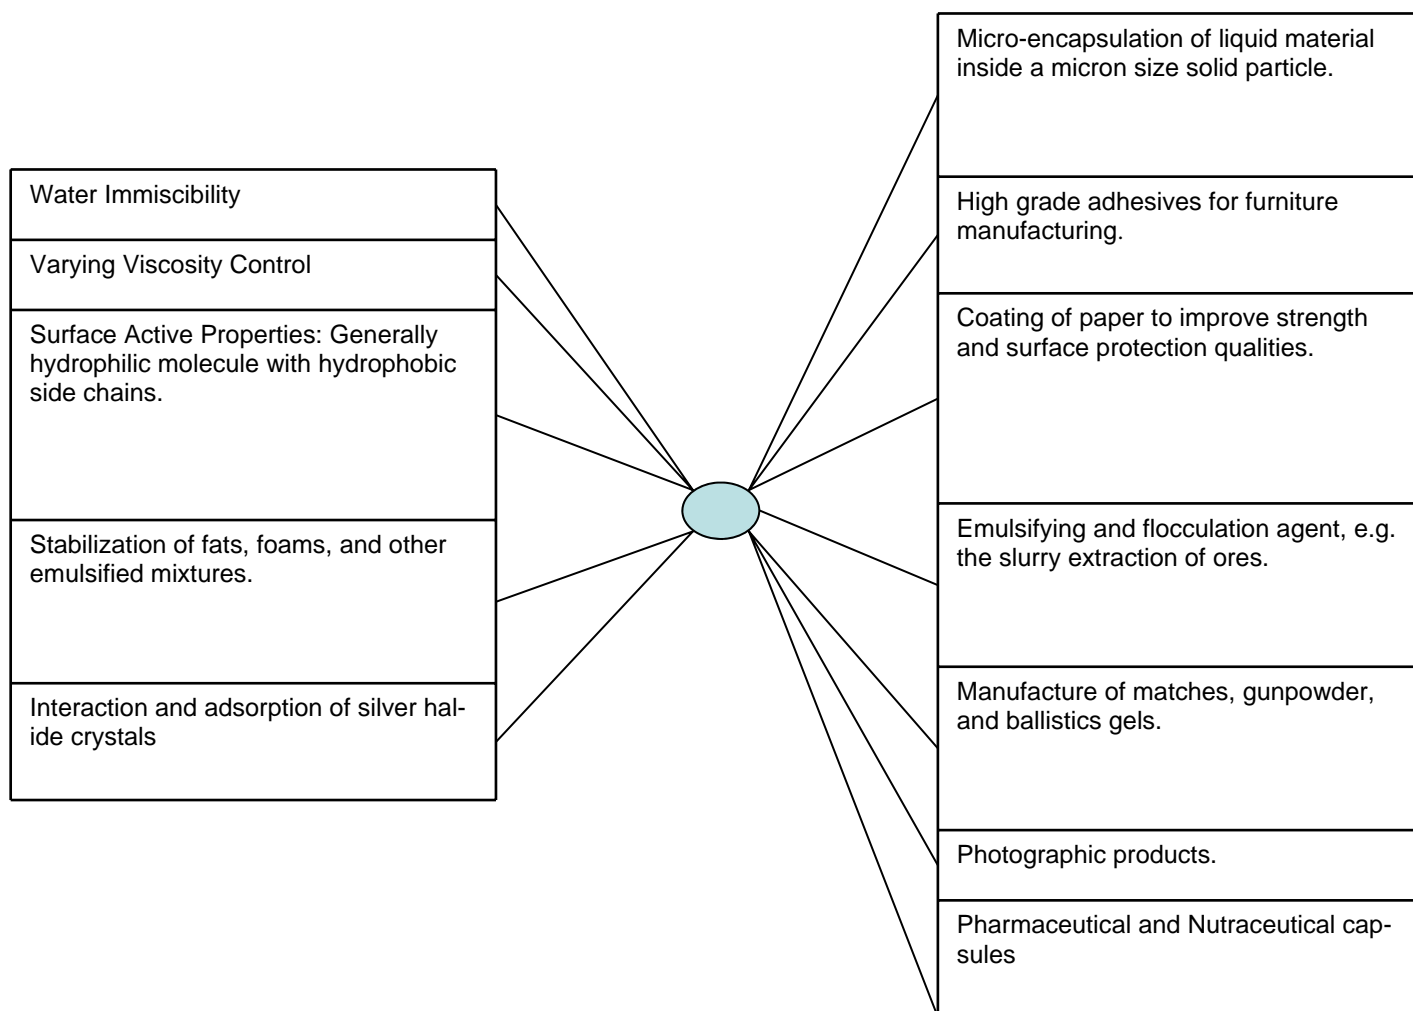 Water Immiscibility
Varying Viscosity Control
Surface Active Properties: Generally
hydrophilic molecule with hydrophobic
side chains.
Stabilization of fats, foams, and other
emulsified mixtures.
Interaction and adsorption of silver hal-
ide crystals
Micro-encapsulation of liquid material
inside a micron size solid particle.
High grade adhesives for furniture
manufacturing.
Coating of paper to improve strength
and surface protection qualities.
Emulsifying and flocculation agent, e.g.
the slurry extraction of ores.
Manufacture of matches, gunpowder,
and ballistics gels.
Photographic products.
Pharmaceutical and Nutraceutical cap-
sules